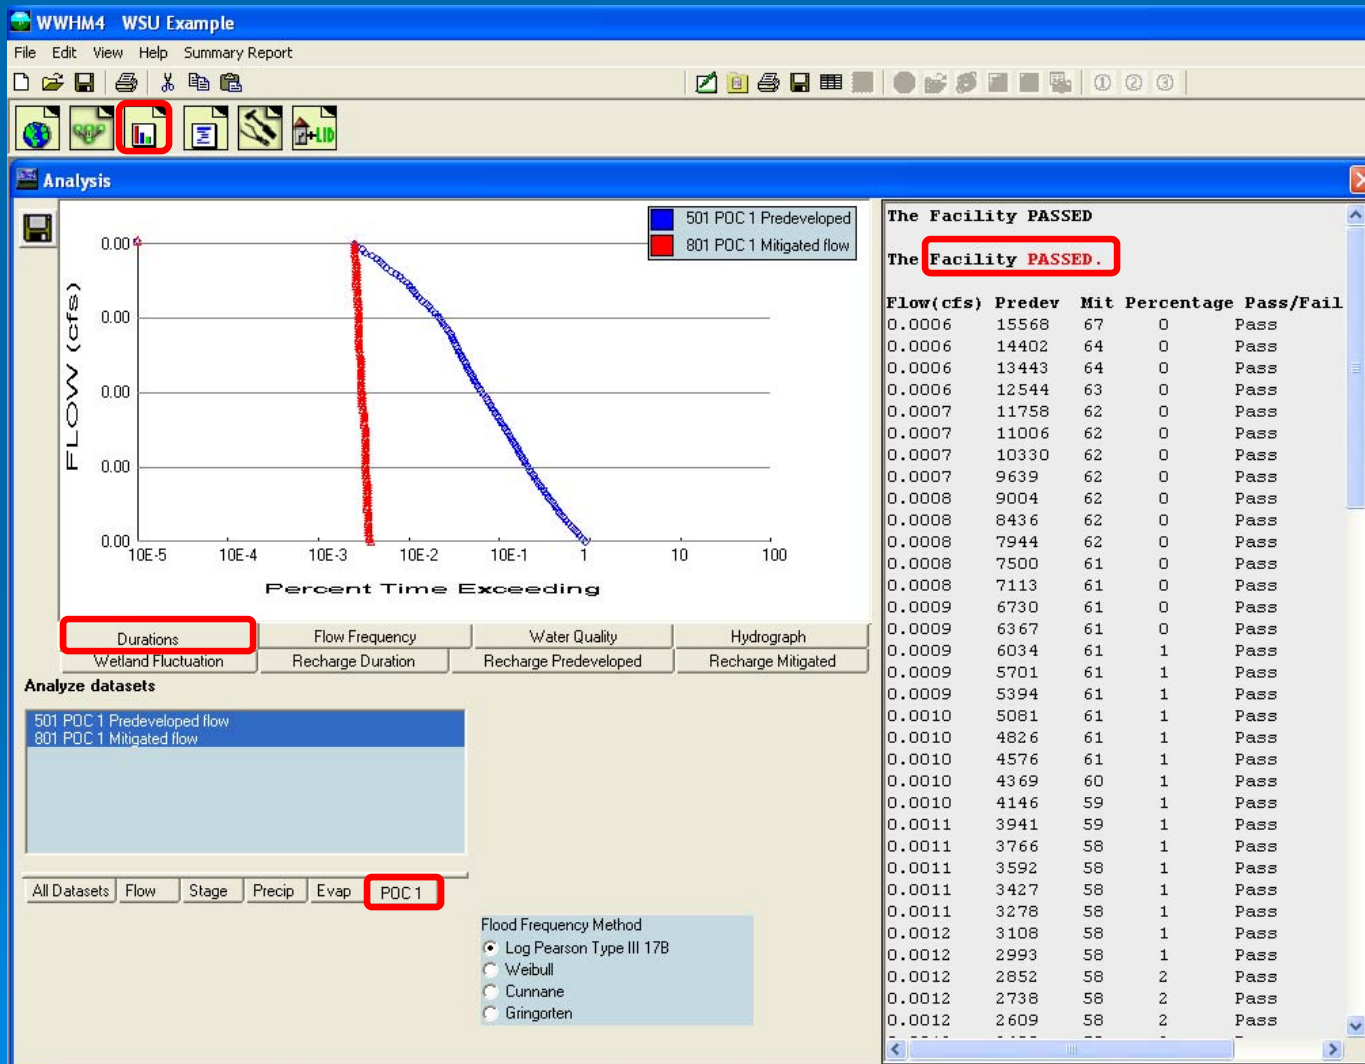 WWHM4 WSU Example
File Edit View Help Summary Report
① ② ③
+LID
Analysis
501 POC 1 Predeveloped
801 POC 1 Mitigated flow
FLOW (cfs)
0.00
0.00
0.00
0.00
0.00
10E-5 10E-4 10E-3 10E-2 10E-1 1 10 100
Percent Time Exceeding
Durations Flow Frequency Water Quality Hydrograph
Wetland Fluctuation Recharge Duration Recharge Predeveloped Recharge Mitigated
Analyze datasets
501 POC 1 Predeveloped flow
801 POC 1 Mitigated flow
All Datasets Flow Stage Precip Evap POC 1
Flood Frequency Method
Log Pearson Type III 17B
Weibull
Cunnane
Gringorten
The Facility PASSED
The Facility PASSED.
Flow(cfs) Predev Mit Percentage Pass/Fail
0.0006 15568 67 0 Pass
0.0006 14402 64 0 Pass
0.0006 13443 64 0 Pass
0.0006 12544 63 0 Pass
0.0007 11758 62 0 Pass
0.0007 11006 62 0 Pass
0.0007 10330 62 0 Pass
0.0007 9639 62 0 Pass
0.0008 9004 62 0 Pass
0.0008 8436 62 0 Pass
0.0008 7944 62 0 Pass
0.0008 7500 61 0 Pass
0.0008 7113 61 0 Pass
0.0009 6730 61 0 Pass
0.0009 6367 61 0 Pass
0.0009 6034 61 1 Pass
0.0009 5701 61 1 Pass
0.0009 5394 61 1 Pass
0.0010 5081 61 1 Pass
0.0010 4826 61 1 Pass
0.0010 4576 61 1 Pass
0.0010 4369 60 1 Pass
0.0010 4146 59 1 Pass
0.0011 3941 59 1 Pass
0.0011 3766 58 1 Pass
0.0011 3592 58 1 Pass
0.0011 3427 58 1 Pass
0.0011 3278 58 1 Pass
0.0012 3108 58 1 Pass
0.0012 2993 58 1 Pass
0.0012 2852 58 2 Pass
0.0012 2738 58 2 Pass
0.0012 2609 58 2 Pass